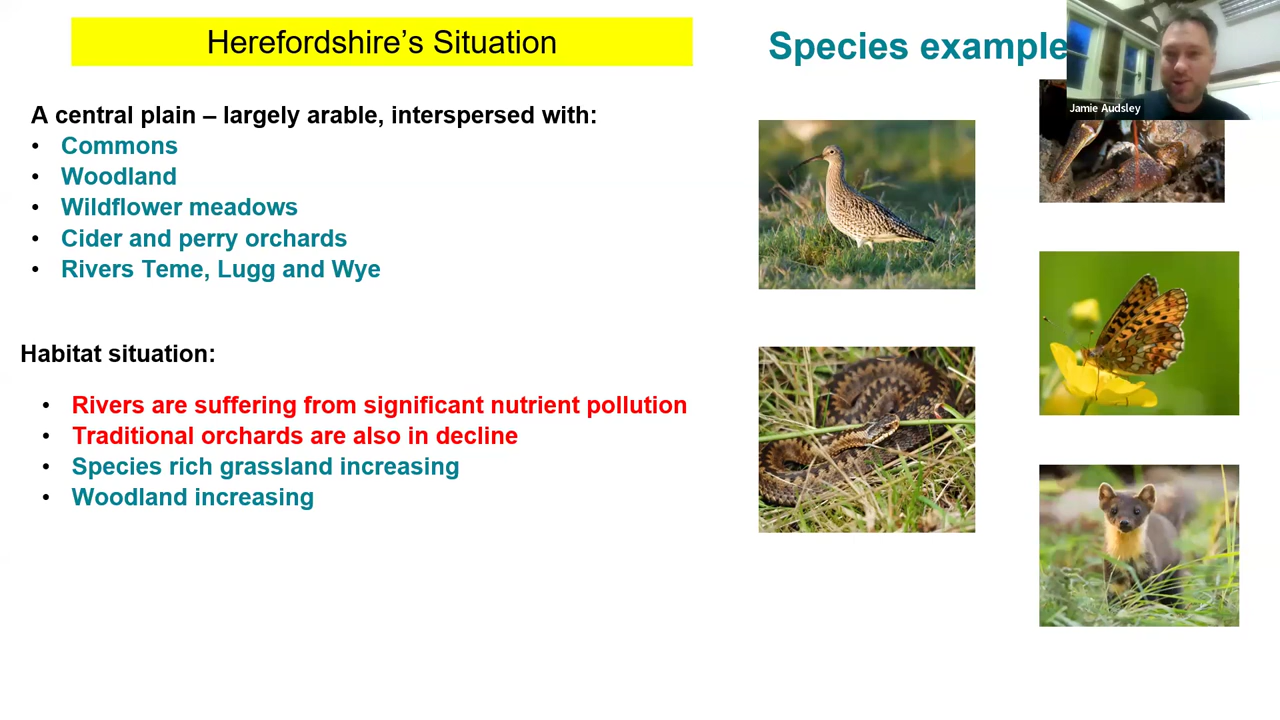 Herefordshire's Situation
A central plain – largely arable, interspersed with:
• Commons
• Woodland
• Wildflower meadows
• Cider and perry orchards
• Rivers Teme, Lugg and Wye
Habitat situation:
• Rivers are suffering from significant nutrient pollution
• Traditional orchards are also in decline
• Species rich grassland increasing
• Woodland increasing
Species example
Jamie Audsley